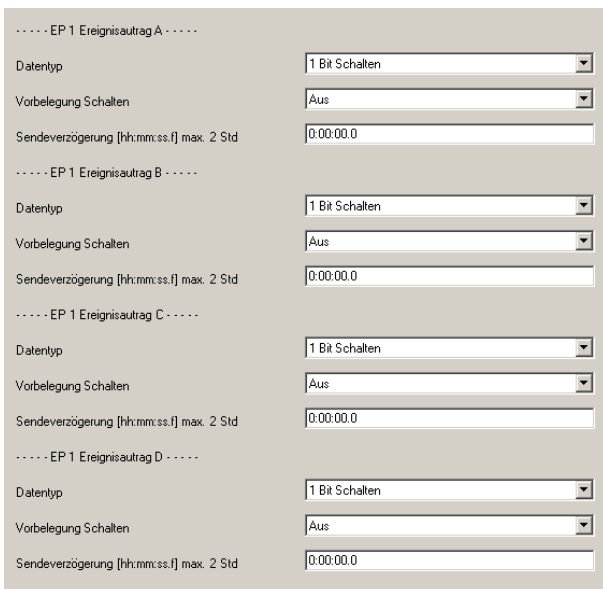 - - - - - EP 1 Ereignisautrag A - - - - -
Datentyp 1 Bit Schalten
Vorbelegung Schalten Aus
Sendeverzögerung [hh:mm:ss.f] max. 2 Std 0:00:00.0
- - - - - EP 1 Ereignisautrag B - - - - -
Datentyp 1 Bit Schalten
Vorbelegung Schalten Aus
Sendeverzögerung [hh:mm:ss.f] max. 2 Std 0:00:00.0
- - - - - EP 1 Ereignisautrag C - - - - -
Datentyp 1 Bit Schalten
Vorbelegung Schalten Aus
Sendeverzögerung [hh:mm:ss.f] max. 2 Std 0:00:00.0
- - - - - EP 1 Ereignisautrag D - - - - -
Datentyp 1 Bit Schalten
Vorbelegung Schalten Aus
Sendeverzögerung [hh:mm:ss.f] max. 2 Std 0:00:00.0